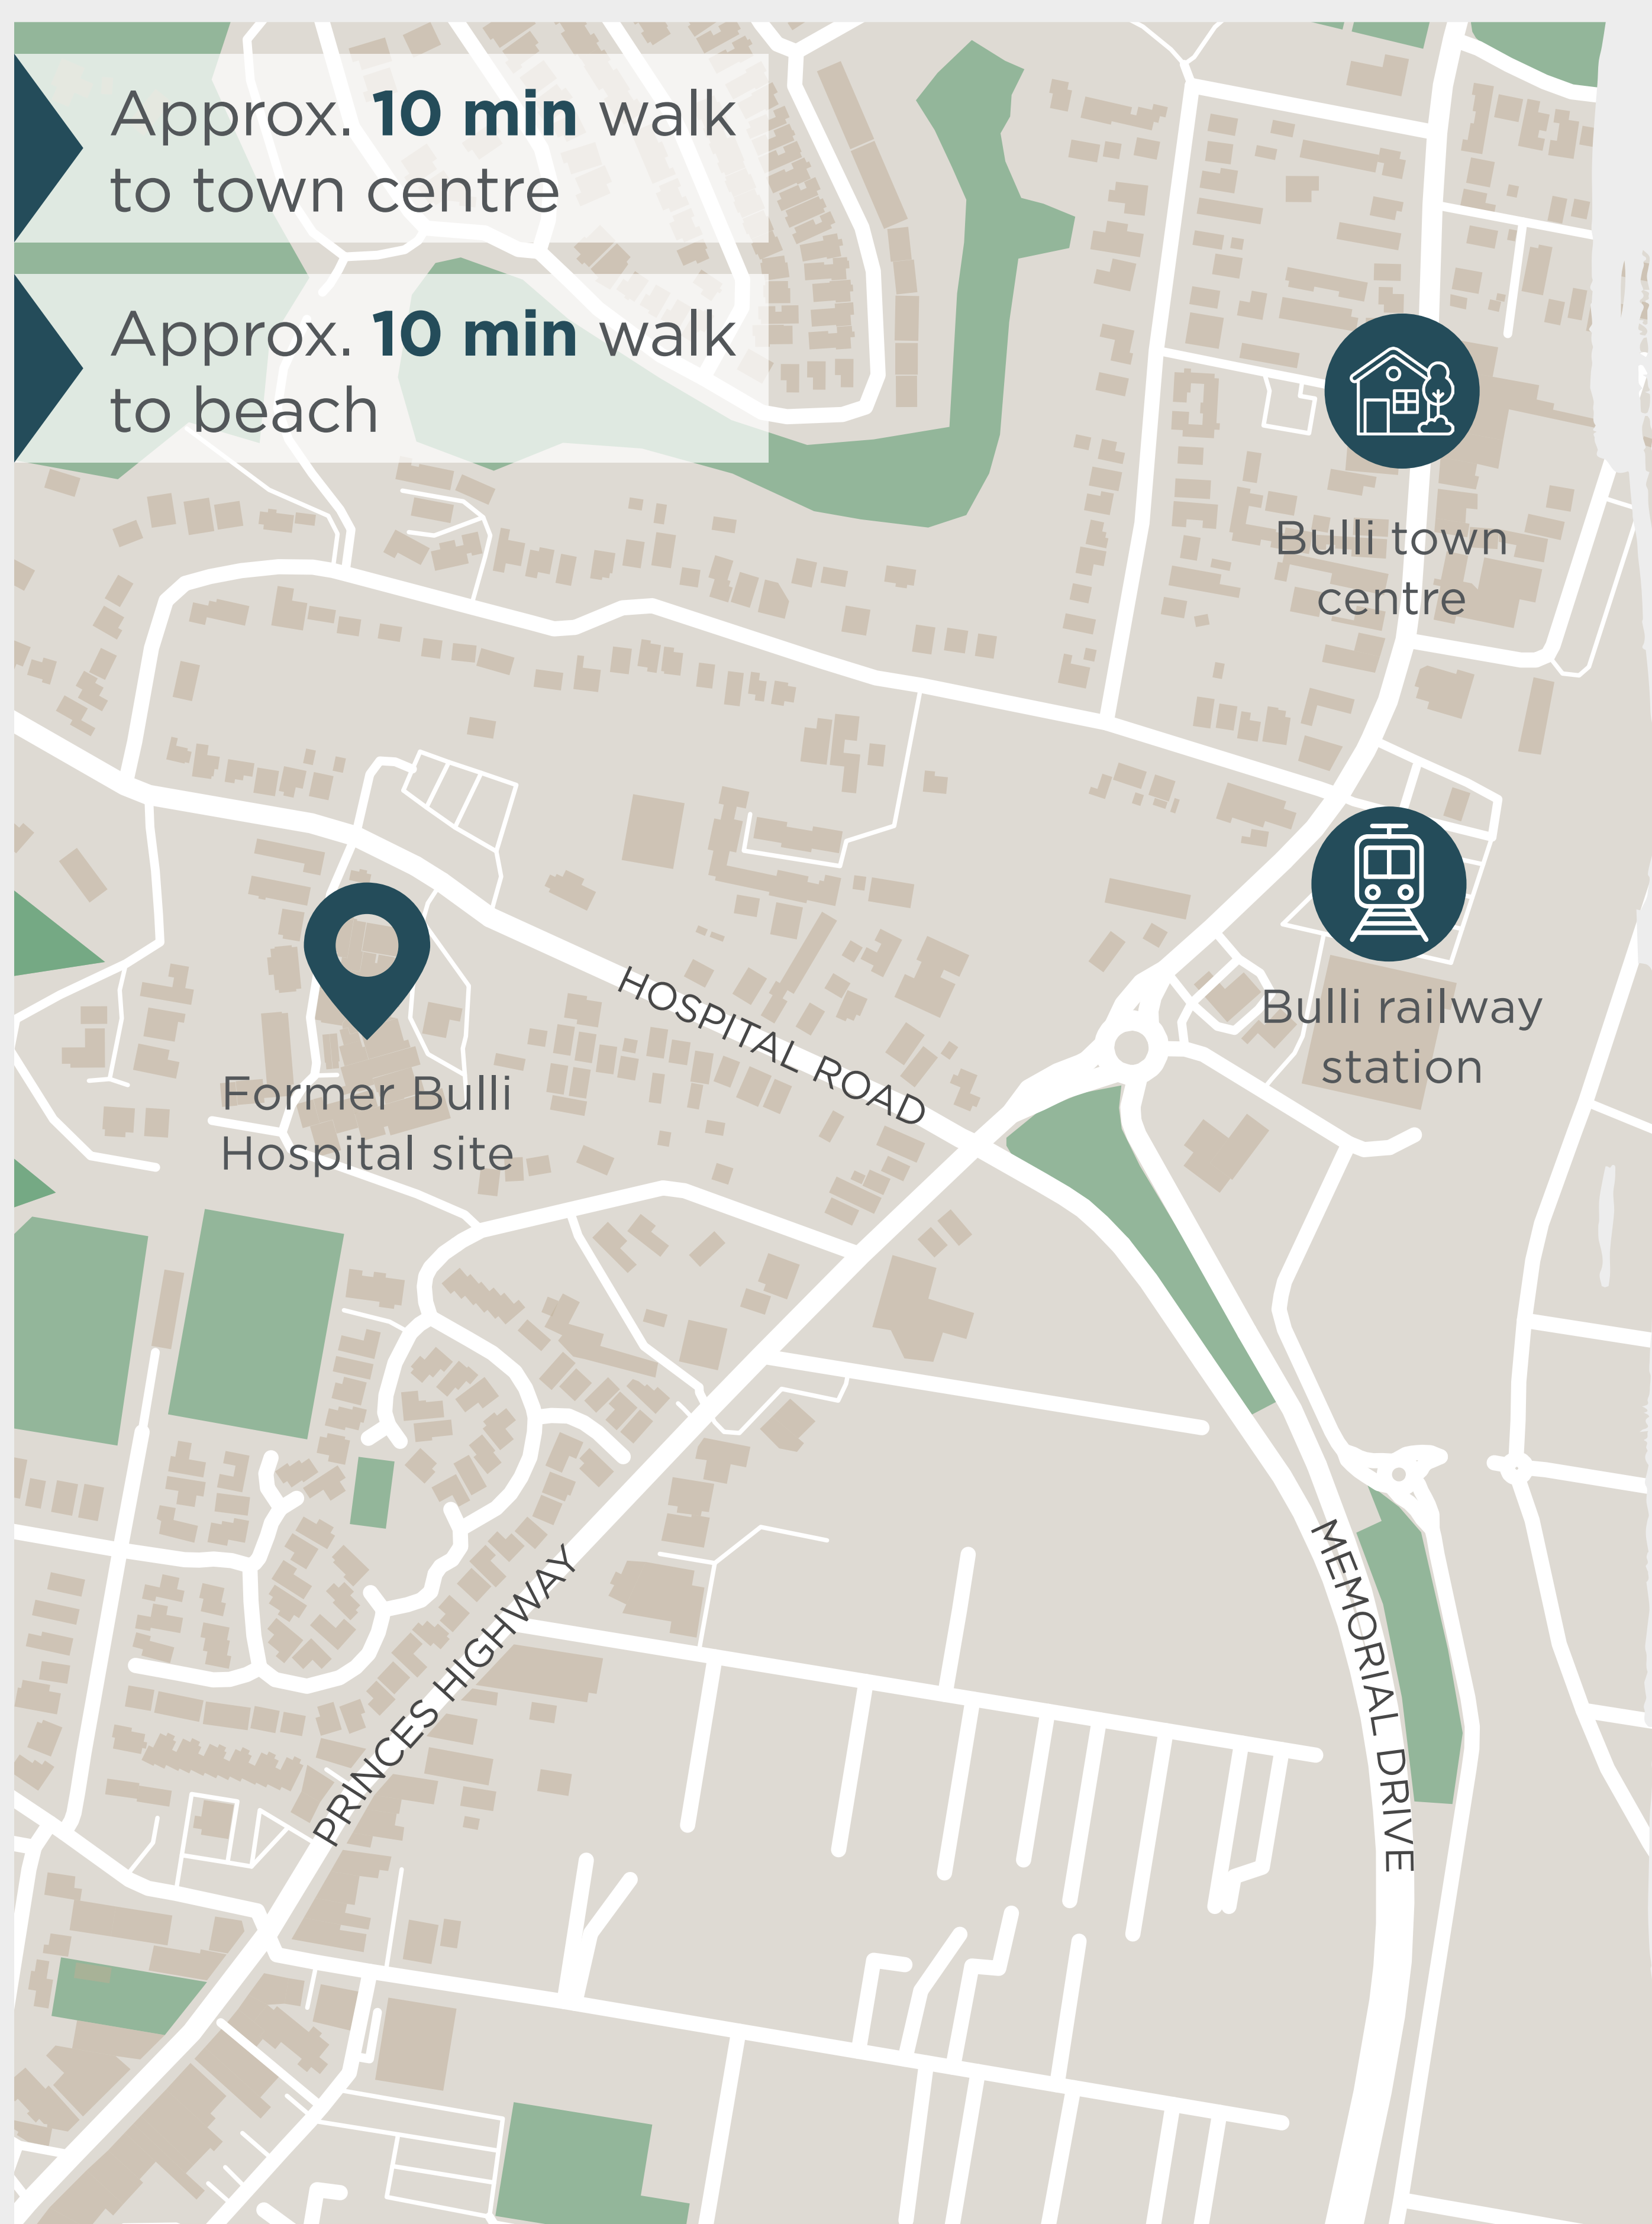 Approx. 10 min walk
to town centre
Approx. 10 min walk
to beach
Bulli town
centre
Bulli railway
station
HOSPITAL ROAD
Former Bulli
Hospital site
PRINCES HIGHWAY
MEMORIAL DRIVE